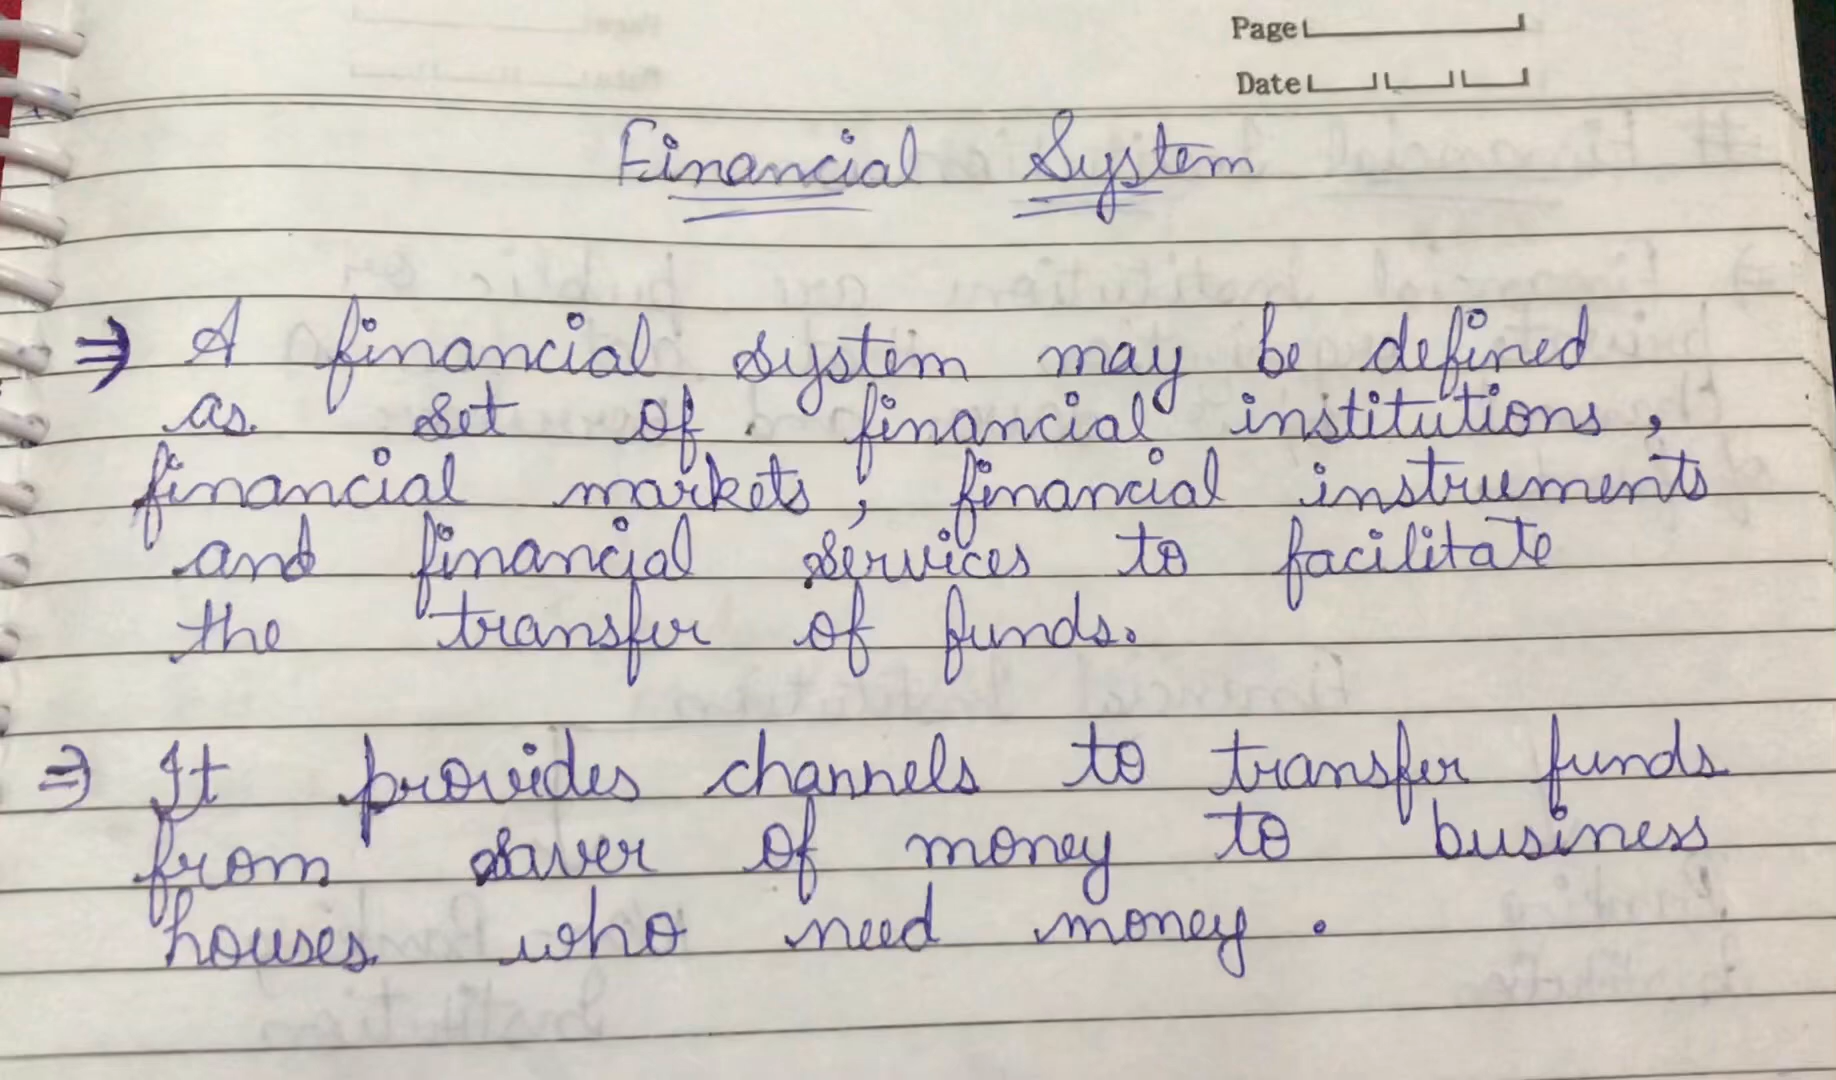 Page
Date
Financial System
⇒ A financial system may be defined
as set of financial institutions,
financial markets, financial instruments
and financial services to facilitate
the transfer of funds.
⇒ It provides channels to transfer funds
from saver of money to business
houses who need money.